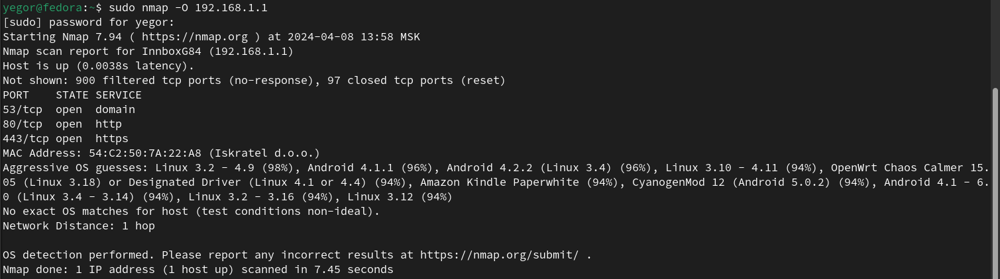 yegor@fedora:~$ sudo nmap -O 192.168.1.1
[sudo] password for yegor:
Starting Nmap 7.94 ( https://nmap.org ) at 2024-04-08 13:58 MSK
Nmap scan report for InnboxG84 (192.168.1.1)
Host is up (0.0038s latency).
Not shown: 900 filtered tcp ports (no-response), 97 closed tcp ports (reset)
PORT    STATE SERVICE
53/tcp  open  domain
80/tcp  open  http
443/tcp open  https
MAC Address: 54:C2:50:7A:22:A8 (Iskratel d.o.o.)
Aggressive OS guesses: Linux 3.2 - 4.9 (98%), Android 4.1.1 (96%), Android 4.2.2 (Linux 3.4) (96%), Linux 3.10 - 4.11 (94%), OpenWrt Chaos Calmer 15.
05 (Linux 3.18) or Designated Driver (Linux 4.1 or 4.4) (94%), Amazon Kindle Paperwhite (94%), CyanogenMod 12 (Android 5.0.2) (94%), Android 4.1 - 6.
0 (Linux 3.4 - 3.14) (94%), Linux 3.2 - 3.16 (94%), Linux 3.12 (94%)
No exact OS matches for host (test conditions non-ideal).
Network Distance: 1 hop
OS detection performed. Please report any incorrect results at https://nmap.org/submit/ .
Nmap done: 1 IP address (1 host up) scanned in 7.45 seconds